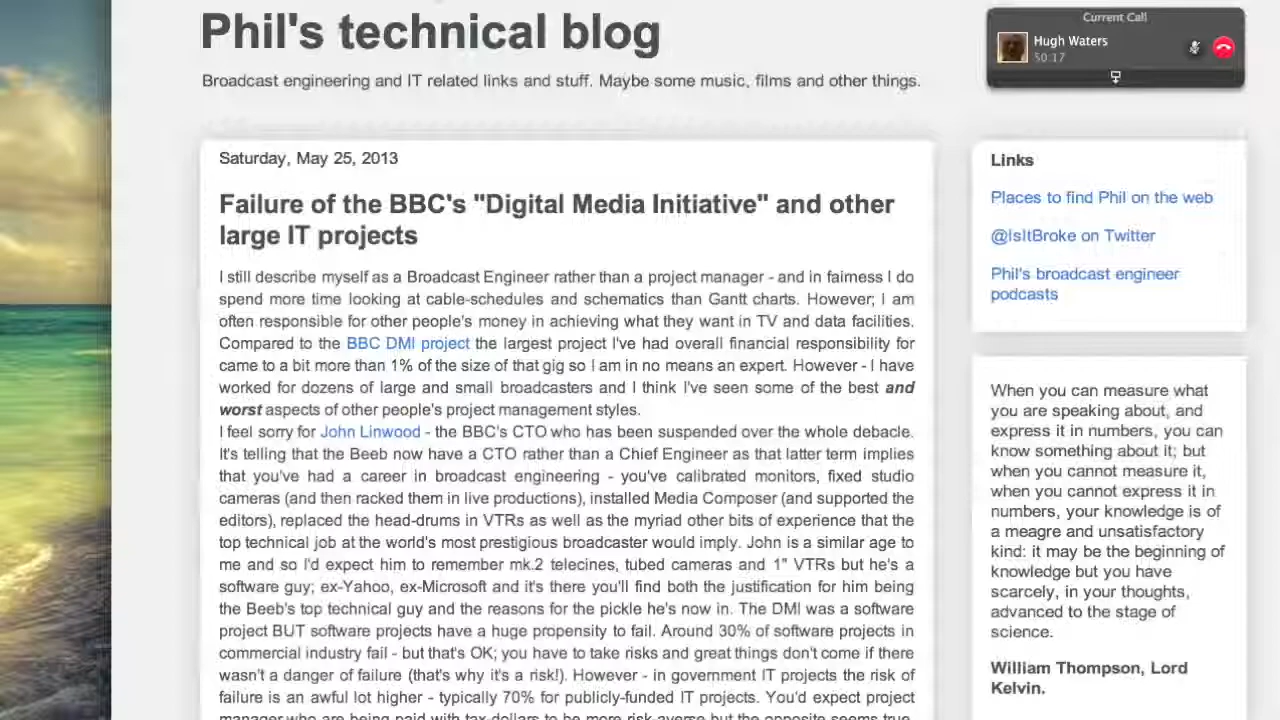 Phil's technical blog
Broadcast engineering and IT related links and stuff. Maybe some music, films and other things.
Current Call
Hugh Waters
50:17
Saturday, May 25, 2013
Failure of the BBC's "Digital Media Initiative" and other
large IT projects
I still describe myself as a Broadcast Engineer rather than a project manager - and in fairness I do
spend more time looking at cable-schedules and schematics than Gantt charts. However; I am
often responsible for other people's money in achieving what they want in TV and data facilities.
Compared to the BBC DMI project the largest project I've had overall financial responsibility for
came to a bit more than 1% of the size of that gig so I am in no means an expert. However - I have
worked for dozens of large and small broadcasters and I think I've seen some of the best and
worst aspects of other people's project management styles.
I feel sorry for John Linwood - the BBC's CTO who has been suspended over the whole debacle.
It's telling that the Beeb now have a CTO rather than a Chief Engineer as that latter term implies
that you've had a career in broadcast engineering - you've calibrated monitors, fixed studio
cameras (and then racked them in live productions), installed Media Composer (and supported the
editors), replaced the head-drums in VTRs as well as the myriad other bits of experience that the
top technical job at the world's most prestigious broadcaster would imply. John is a similar age to
me and so I'd expect him to remember mk.2 telecines, tubed cameras and 1" VTRs but he's a
software guy; ex-Yahoo, ex-Microsoft and it's there you'll find both the justification for him being
the Beeb's top technical guy and the reasons for the pickle he's now in. The DMI was a software
project BUT software projects have a huge propensity to fail. Around 30% of software projects in
commercial industry fail - but that's OK; you have to take risks and great things don't come if there
wasn't a danger of failure (that's why it's a risk!). However - in government IT projects the risk of
failure is an awful lot higher - typically 70% for publicly-funded IT projects. You'd expect project
manager who are being paid with tax-dollars to be more risk-averse but the opposite seems true.
Links
Places to find Phil on the web
@IsItBroke on Twitter
Phil's broadcast engineer
podcasts
When you can measure what
you are speaking about, and
express it in numbers, you can
know something about it; but
when you cannot measure it,
when you cannot express it in
numbers, your knowledge is of
a meagre and unsatisfactory
kind: it may be the beginning of
knowledge but you have
scarcely, in your thoughts,
advanced to the stage of
science.
William Thompson, Lord
Kelvin.